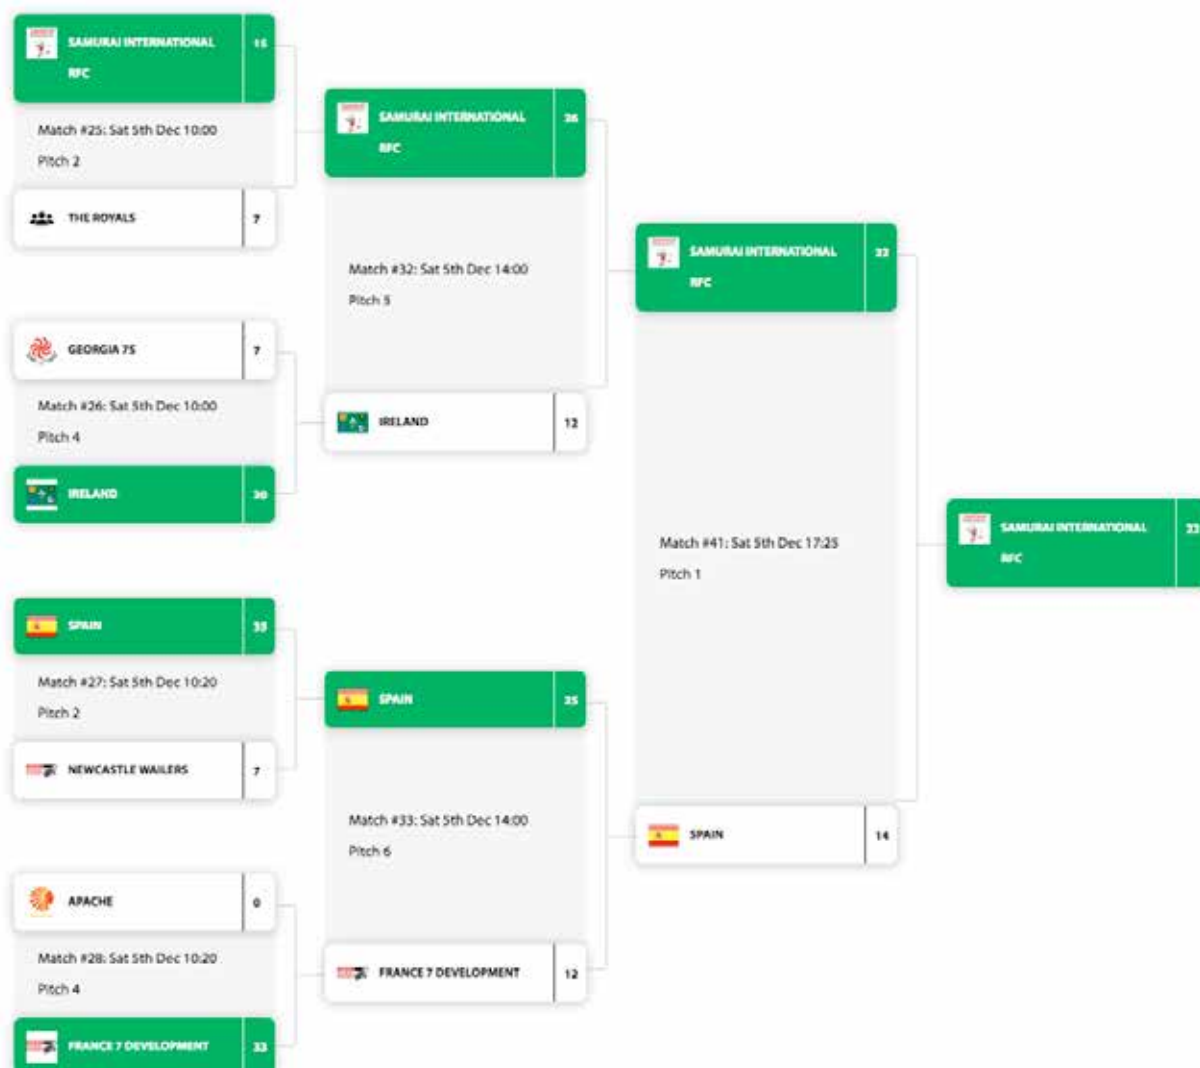 SAMURAI INTERNATIONAL 15
RFC
Match #25: Sat 5th Dec 10:00
Pitch 2
THE ROYALS 7
GEORGIA 7S 7
Match #26: Sat 5th Dec 10:00
Pitch 4
IRELAND 30
SPAIN
Match #27: Sat 5th Dec 10:20
Pitch 2
NEWCASTLE WAILERS 7
APACHE 0
Match #28: Sat 5th Dec 10:20
Pitch 4
FRANCE 7 DEVELOPMENT 33
SAMURAI INTERNATIONAL 26
RFC
Match #32: Sat 5th Dec 14:00
Pitch 5
IRELAND 12
SPAIN
Match #33: Sat 5th Dec 14:00
Pitch 6
FRANCE 7 DEVELOPMENT 12
SAMURAI INTERNATIONAL
RFC
Match #41: Sat 5th Dec 17:25
Pitch 1
SPAIN 14
SAMURAI INTERNATIONAL
RFC